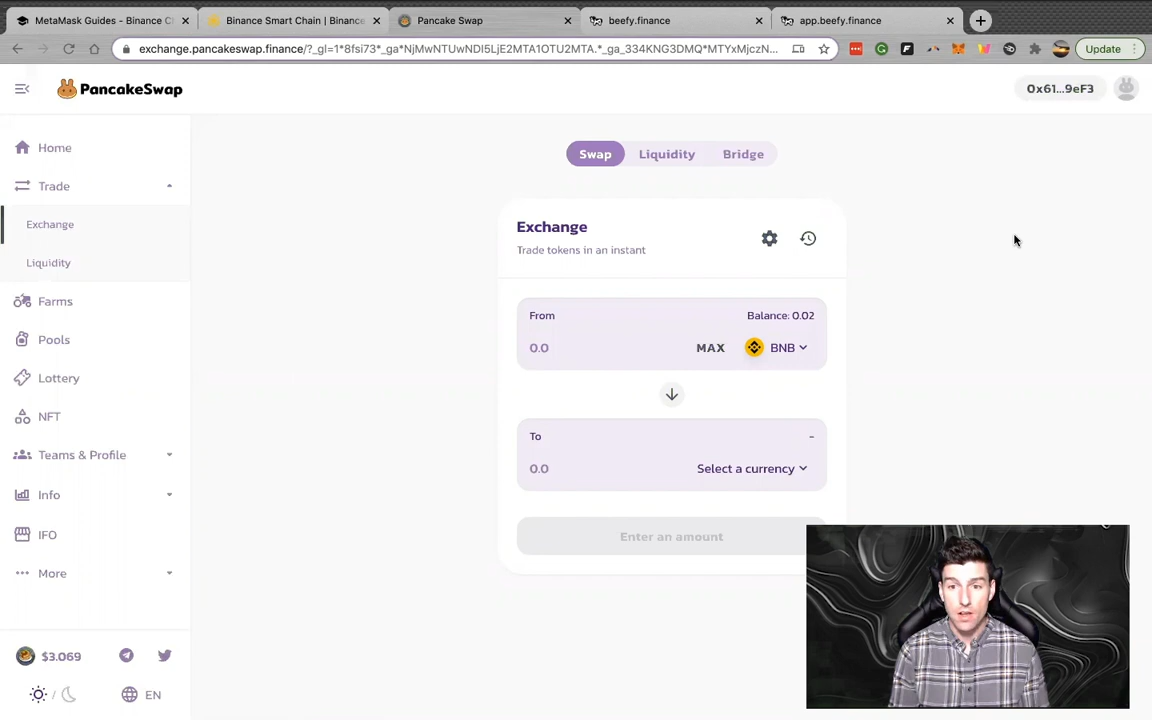 MetaMask Guides - Binance C
Binance Smart Chain | Binance
Pancake Swap
beefy.finance
app.beefy.finance
exchange.pancakeswap.finance/?_gl=1*8fsi73*_ga*NjMwNTUwNDI5LjE2MTA1OTU2MTA.*_ga_334KNG3DMQ*MTYxMjczN...
Update
PancakeSwap
0x61...9eF3
Home
Trade
Exchange
Liquidity
Farms
Pools
Lottery
NFT
Teams & Profile
Info
IFO
More
$3.069
EN
Swap
Liquidity
Bridge
Exchange
Trade tokens in an instant
From
Balance: 0.02
0.0
MAX
BNB
To
-
0.0
Select a currency
Enter an amount